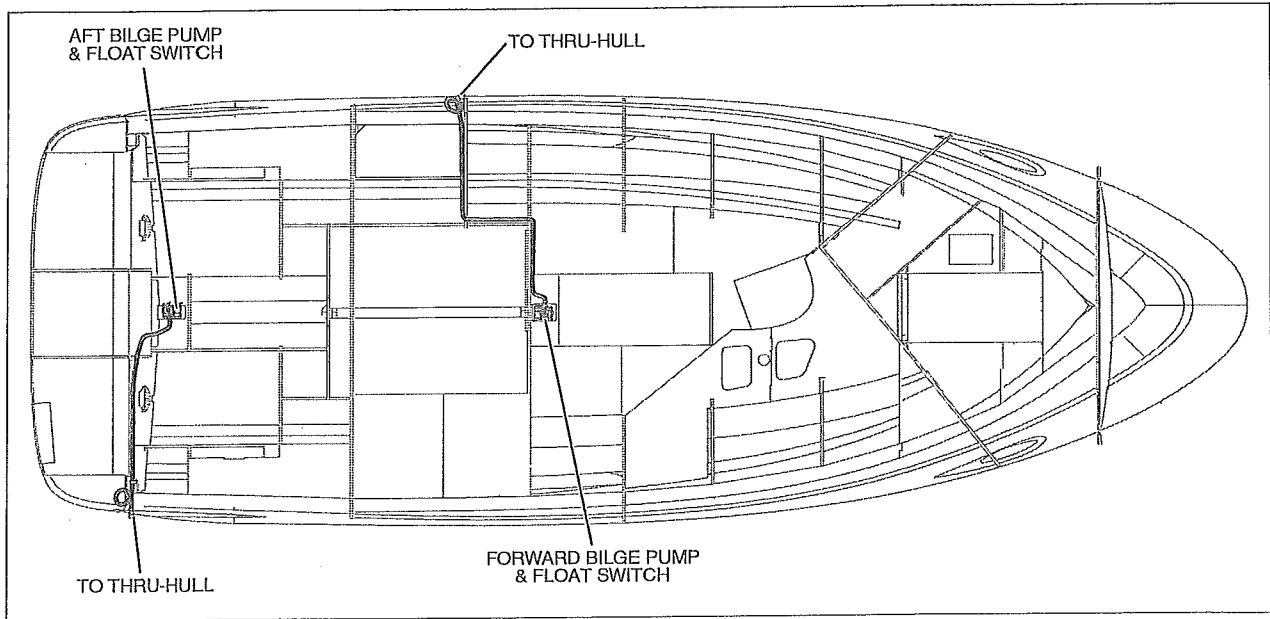 AFT BILGE PUMP
& FLOAT SWITCH
TO THRU-HULL
TO THRU-HULL
FORWARD BILGE PUMP
& FLOAT SWITCH